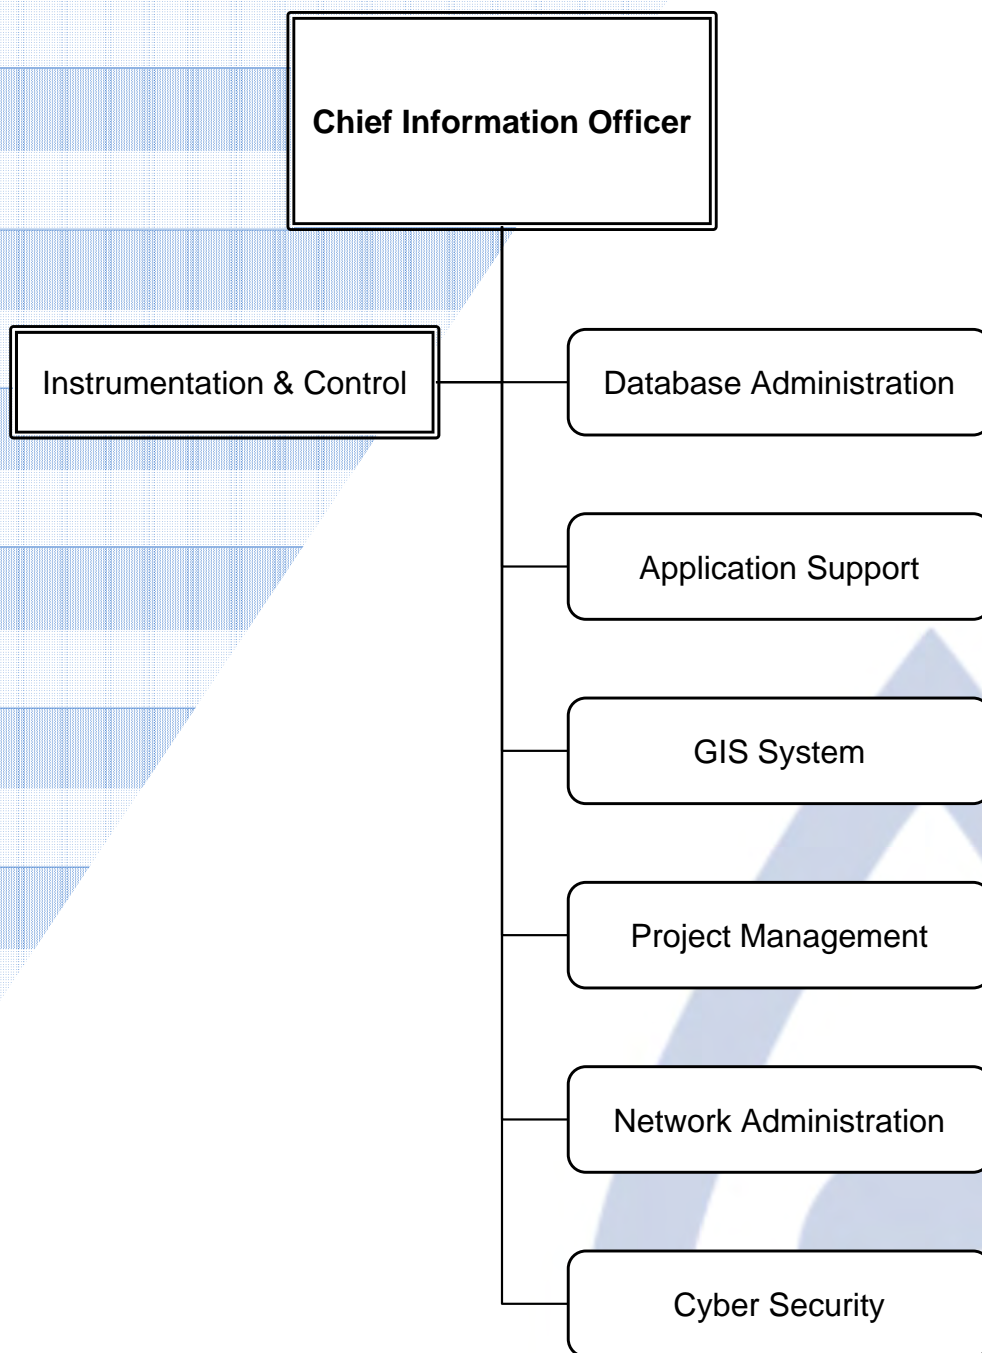 Chief Information Officer
Instrumentation & Control
Database Administration
Application Support
GIS System
Project Management
Network Administration
Cyber Security